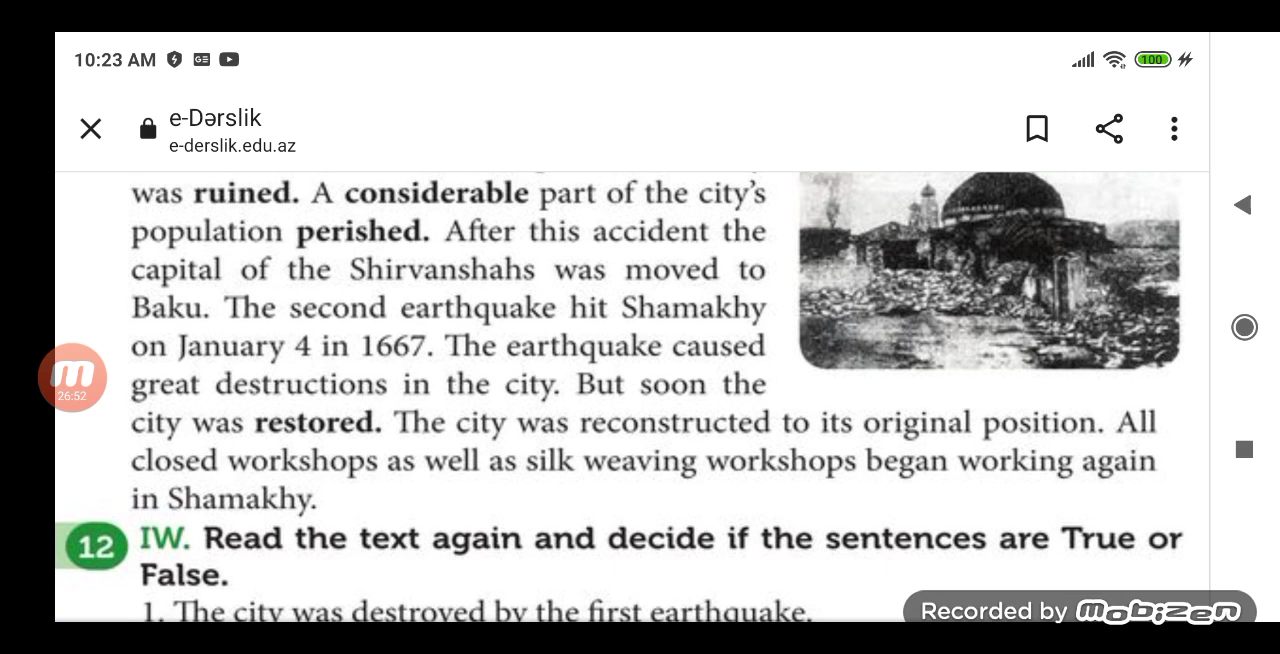 10:23 AM
100
e-Dərslik
e-derslik.edu.az
was ruined. A considerable part of the city's
population perished. After this accident the
capital of the Shirvanshahs was moved to
Baku. The second earthquake hit Shamakhy
on January 4 in 1667. The earthquake caused
great destructions in the city. But soon the
city was restored. The city was reconstructed to its original position. All
closed workshops as well as silk weaving workshops began working again
in Shamakhy.
12 IW. Read the text again and decide if the sentences are True or
False.
1. The city was destroyed by the first earthquake.
26:52
Recorded by mobizen